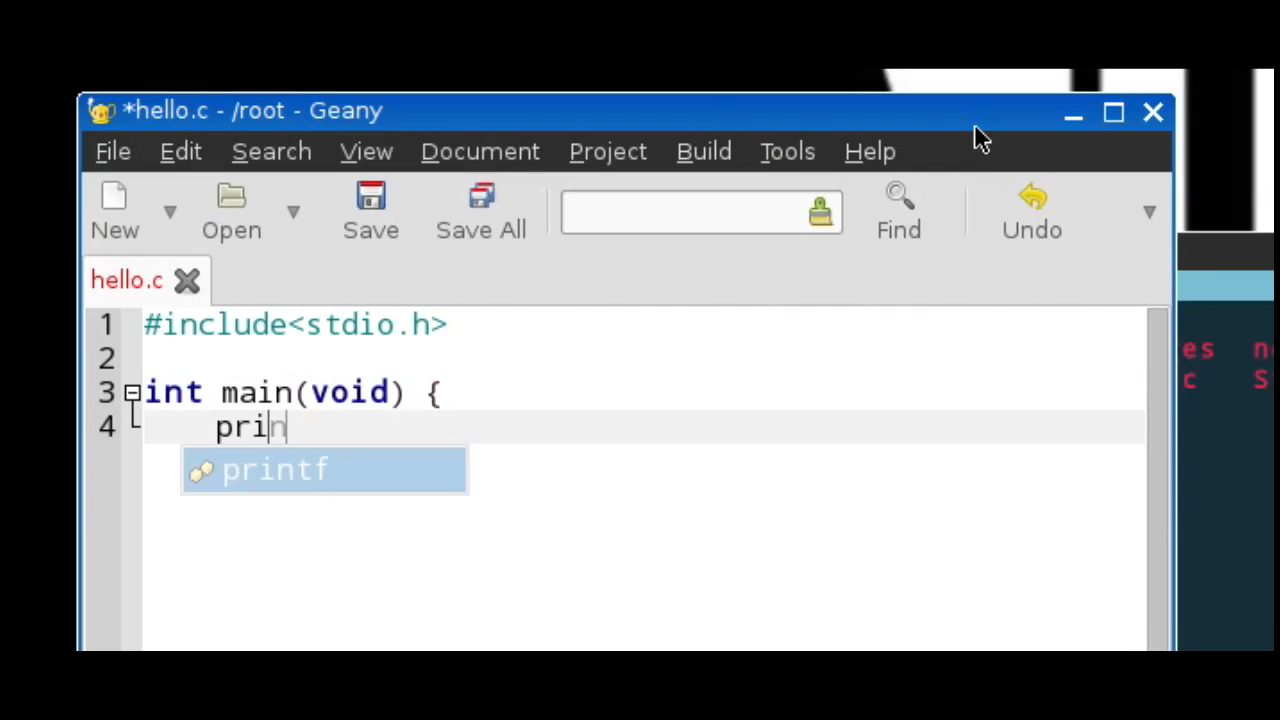 *hello.c - /root - Geany
File Edit Search View Document Project Build Tools Help
New Open Save Save All Find Undo
hello.c
1 #include<stdio.h>
2
3 int main(void) {
4 prin
printf
es n
c S